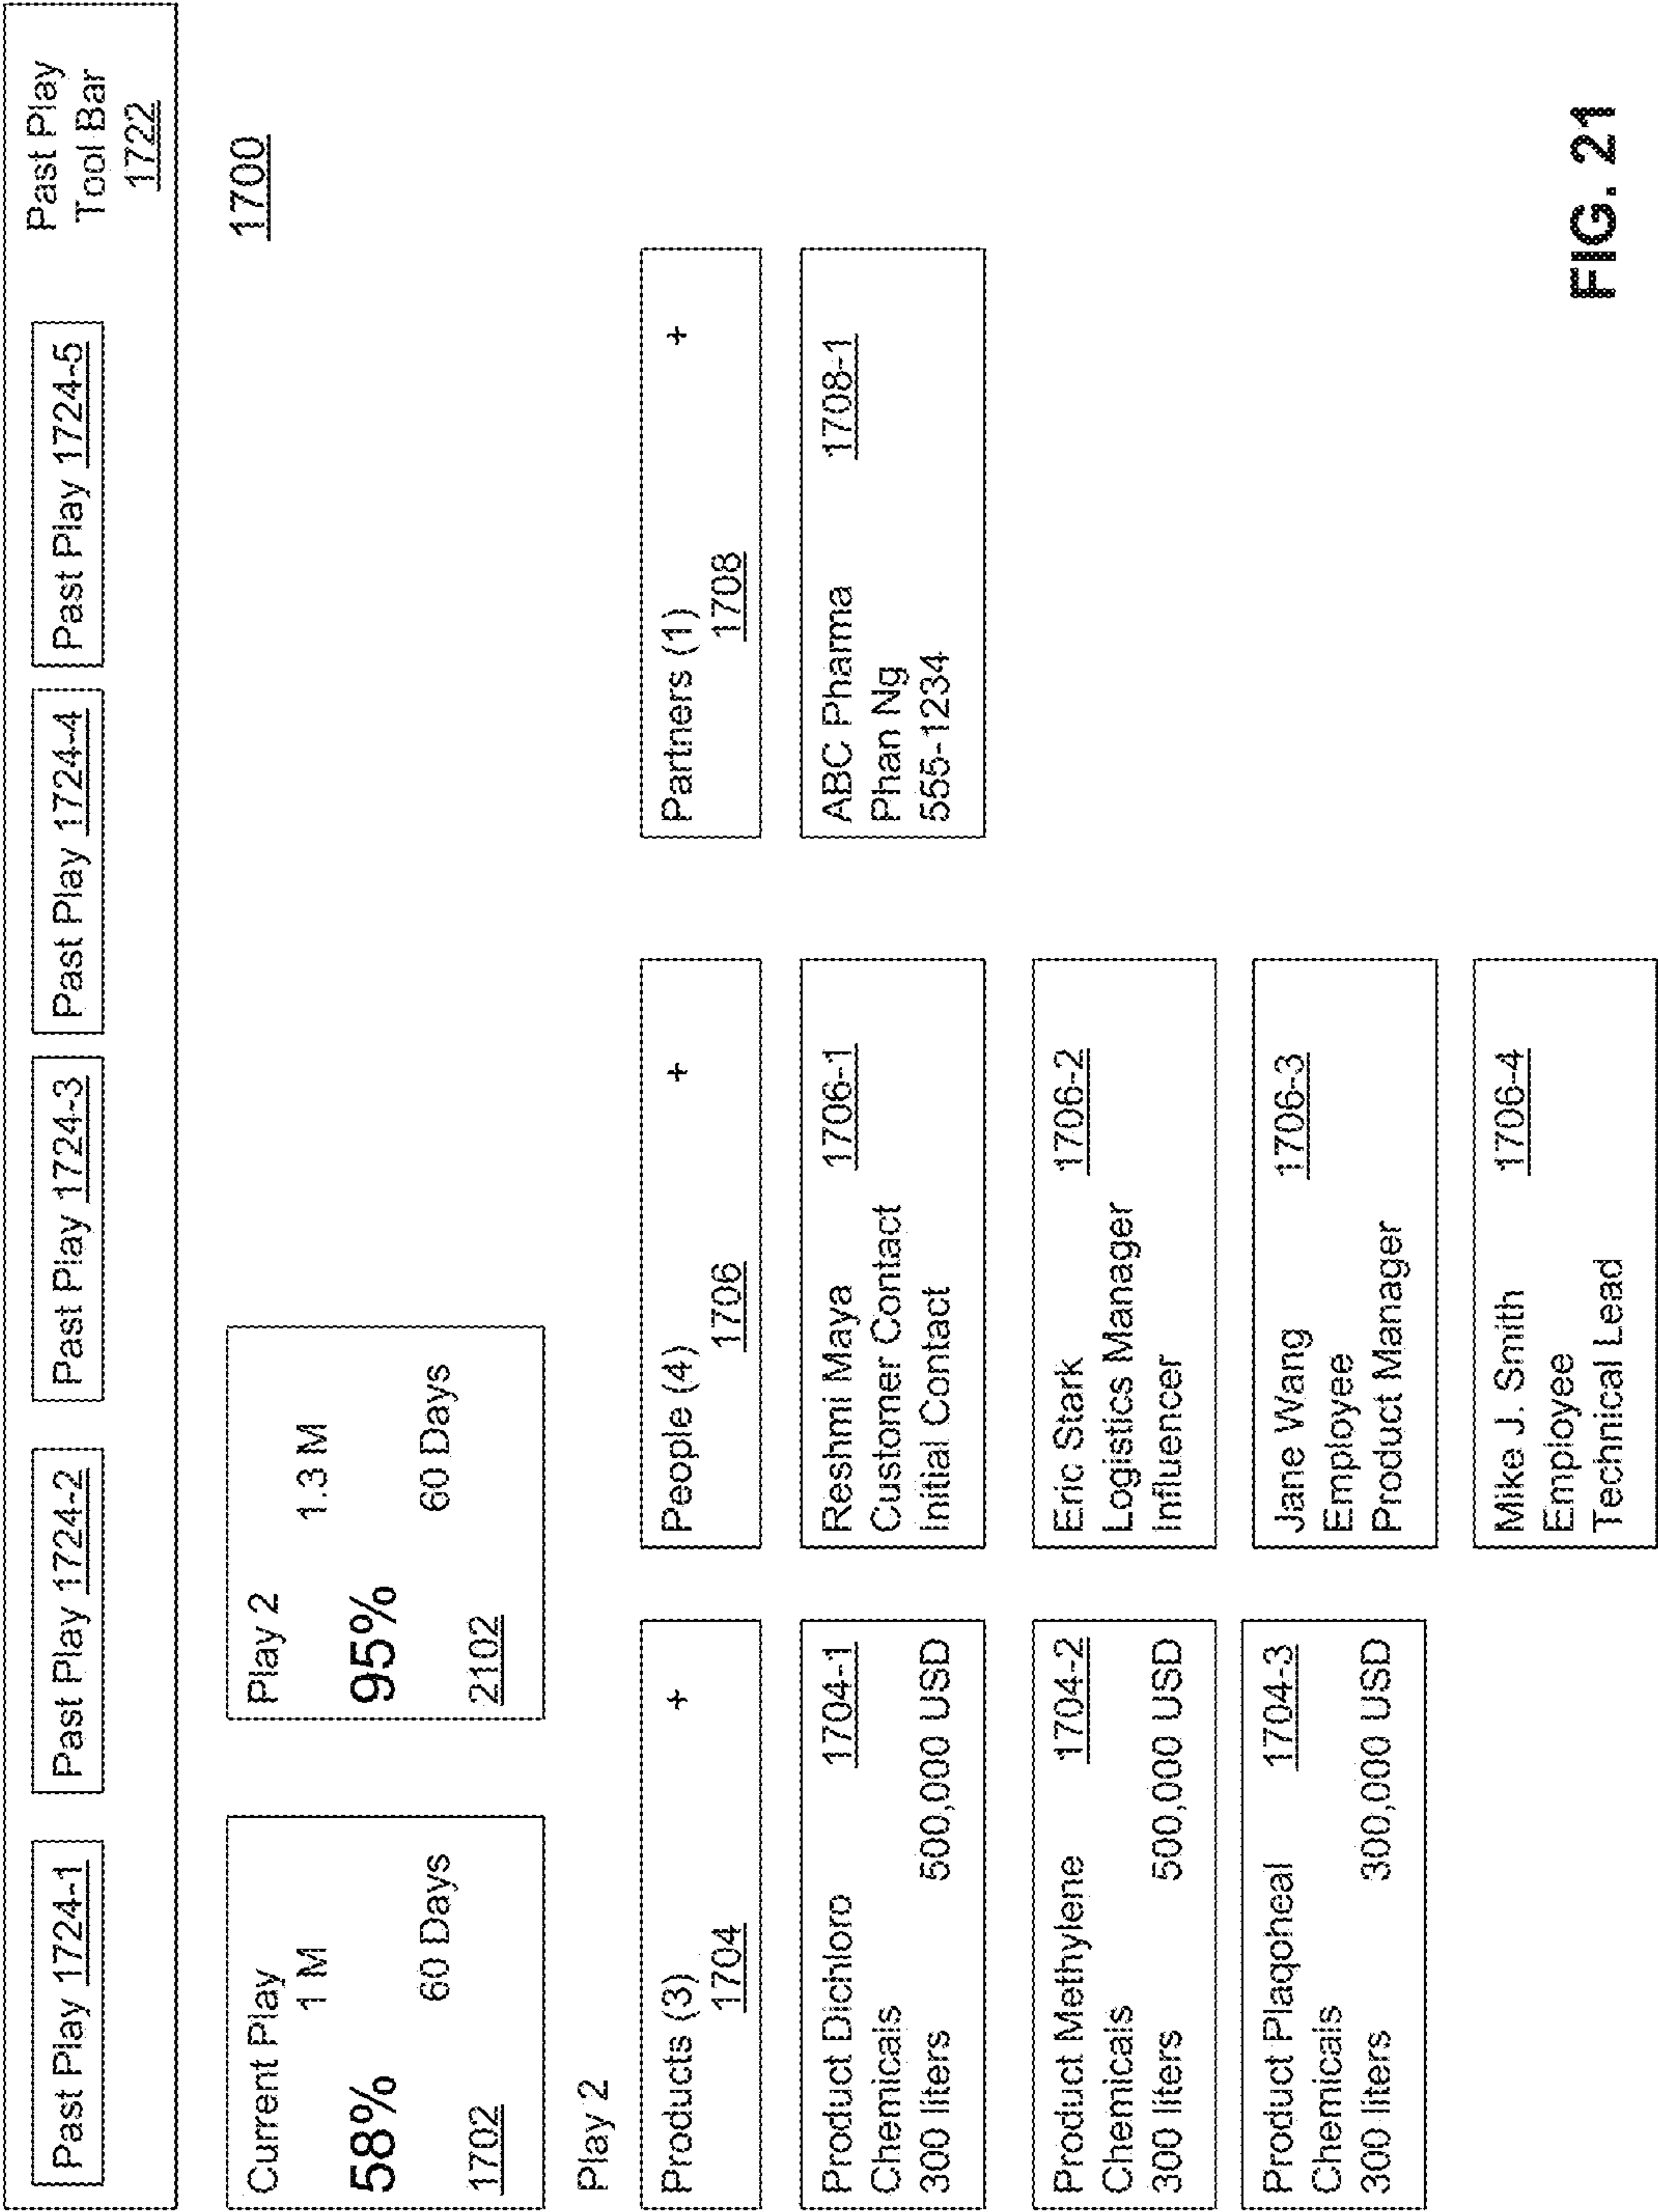 Past Play 1724-1
Past Play 1724-2
Past Play 1724-3
Past Play 1724-4
Past Play 1724-5
Past Play
Tool Bar
1722
1700
Current Play
1 M
58%
60 Days
1702
Play 2
1.3 M
95%
60 Days
2102
Play 2
Products (3) +
1704
Product Dichloro 1704-1
Chemicals
300 liters 500,000 USD
Product Methylene 1704-2
Chemicals
300 liters 500,000 USD
Product Plaqoheal 1704-3
Chemicals
300 liters 300,000 USD
People (4) +
1706
Reshmi Maya 1706-1
Customer Contact
Initial Contact
Eric Stark 1706-2
Logistics Manager
Influencer
Jane Wang 1706-3
Employee
Product Manager
Mike J. Smith 1706-4
Employee
Technical Lead
Partners (1) +
1708
ABC Pharma 1708-1
Phan Ng
555-1234
FIG. 21